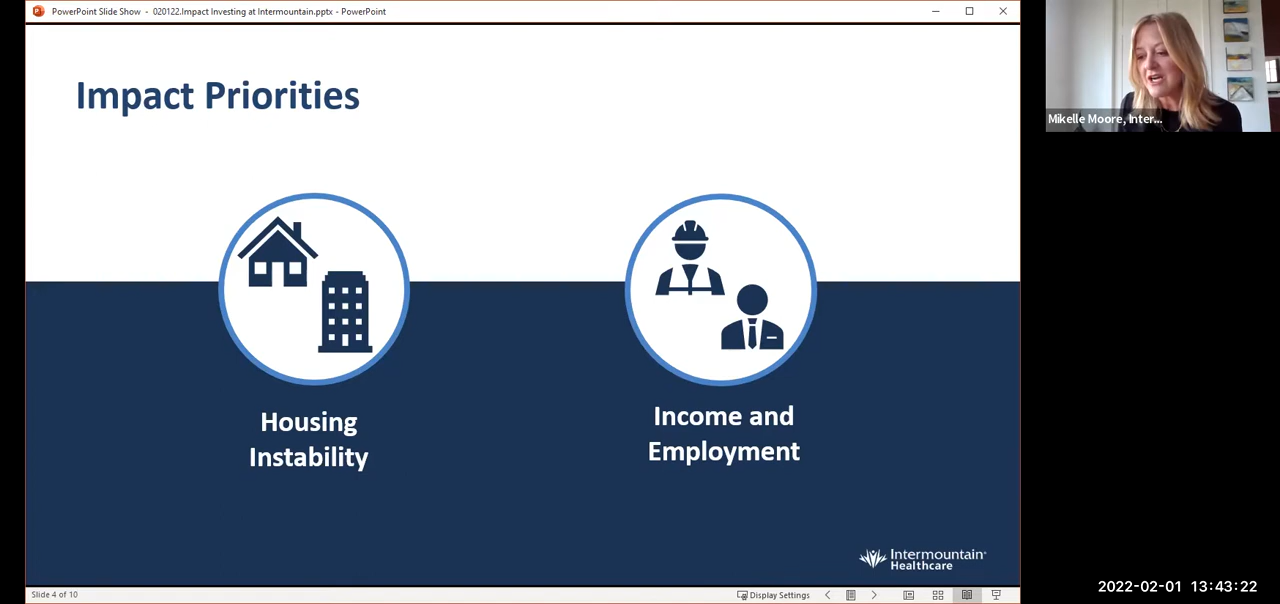 PowerPoint Slide Show - 020122.Impact Investing at Intermountain.pptx - PowerPoint
Impact Priorities
Mikelle Moore, Inter...
Housing
Instability
Income and
Employment
Intermountain
Healthcare
Slide 4 of 10
Display Settings
2022-02-01 13:43:22